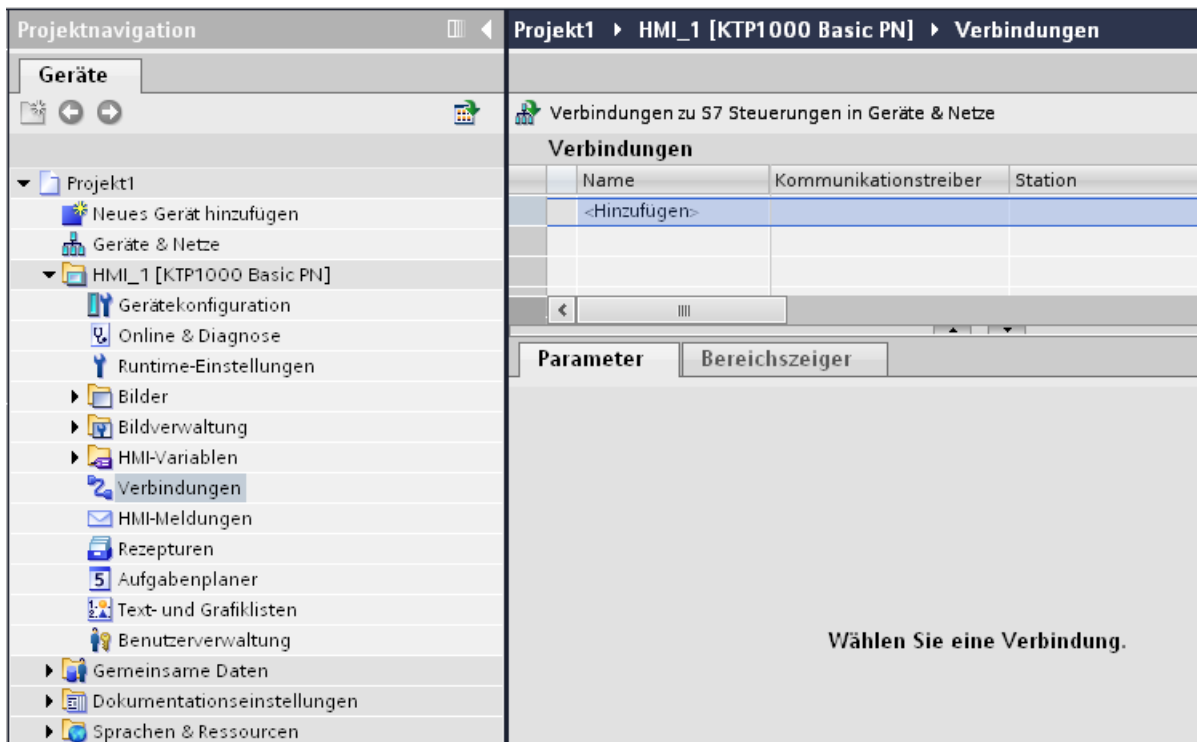 Projektnavigation
Geräte
Projekt1
Neues Gerät hinzufügen
Geräte & Netze
HMI_1 [KTP1000 Basic PN]
Gerätekonfiguration
Online & Diagnose
Runtime-Einstellungen
Bilder
Bildverwaltung
HMI-Variablen
Verbindungen
HMI-Meldungen
Rezepturen
Aufgabenplaner
Text- und Grafiklisten
Benutzerverwaltung
Gemeinsame Daten
Dokumentationseinstellungen
Sprachen & Ressourcen
Projekt1 ▸ HMI_1 [KTP1000 Basic PN] ▸ Verbindungen
Verbindungen zu S7 Steuerungen in Geräte & Netze
Verbindungen
Name Kommunikationstreiber Station
<Hinzufügen>
Parameter Bereichszeiger
Wählen Sie eine Verbindung.